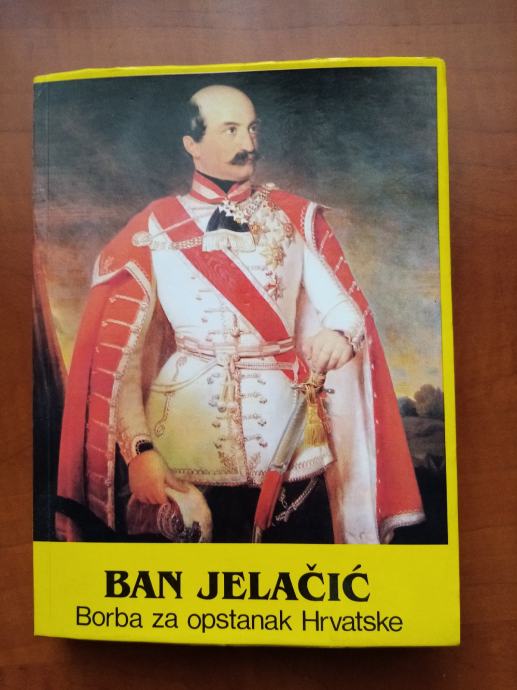 BAN JELAČIĆ
Borba za opstanak Hrvatske